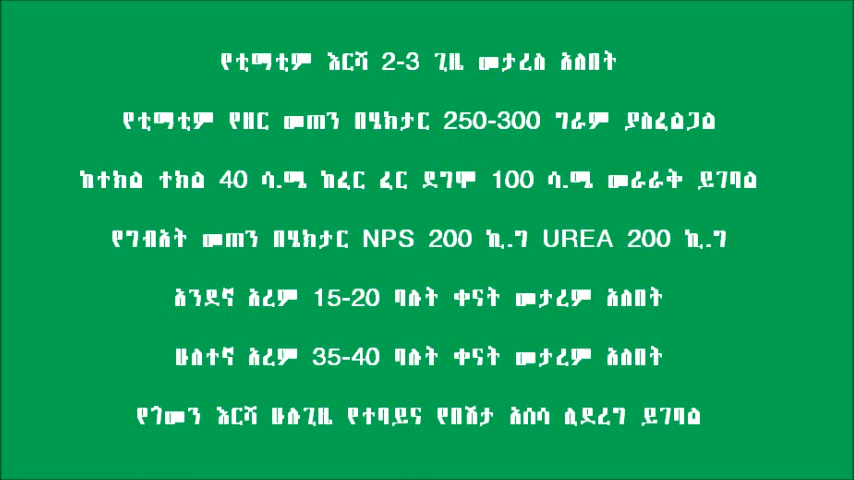 የቲማቲም እርሻ 2-3 ጊዜ መታረስ አለበት
የቲማቲም የዘር መጠን በሄክታር 250-300 ግራም ያስፈልጋል
ከተክል ተክል 40 ሳ.ሜ ከፈር ፈር ደግሞ 100 ሳ.ሜ መራራት ይገባል
የግብአት መጠን በሄክታር NPS 200 ኪ..ግ UREA 200 ኪ..ግ
አንደኛ አረም 15-20 ባሉት ቀናት መታረም አለበት
ሁለተኛ አረም 35-40 ባሉት ቀናት መታረም አለበት
የጎመን እርሻ ሁሉጊዜ የተባይና የበሽታ አሰሳ ሊደረግ ይገባል